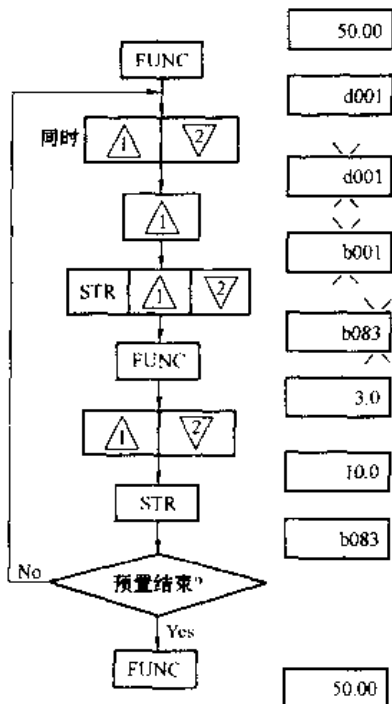 50.00
FUNC
d001
同时 1 2
d001
1
b001
STR 1 2
b083
FUNC
3.0
1 2
10.0
STR
b083
No
预置结束?
Yes
FUNC
50.00